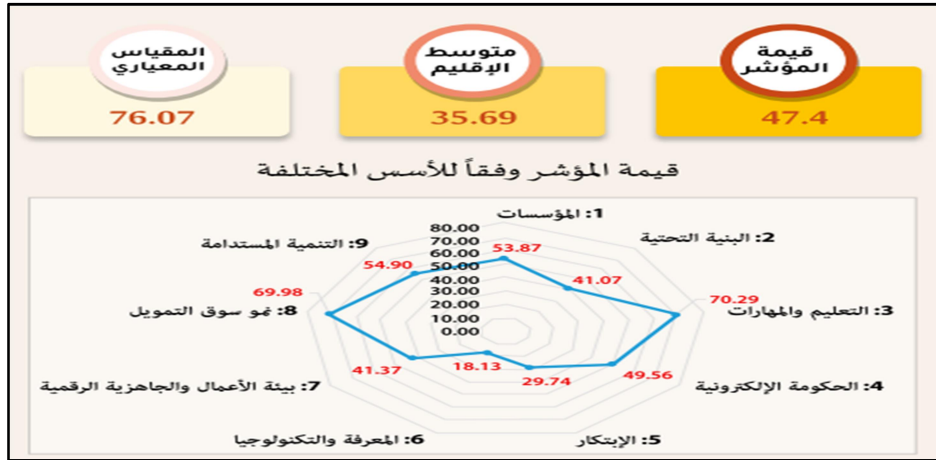 قيمة المؤشر
47.4
متوسط الإقليم
35.69
المقياس المعياري
76.07
قيمة المؤشر وفقاً للأسس المختلفة
1: المؤسسات
53.87
2: البنية التحتية
41.07
3: التعليم والمهارات
70.29
4: الحكومة الإلكترونية
49.56
5: الإبتكار
29.74
6: المعرفة والتكنولوجيا
18.13
7: بيئة الأعمال والجاهزية الرقمية
41.37
8: نمو سوق التمويل
69.98
9: التنمية المستدامة
54.90
80.00
70.00
60.00
50.00
40.00
30.00
20.00
10.00
0.00